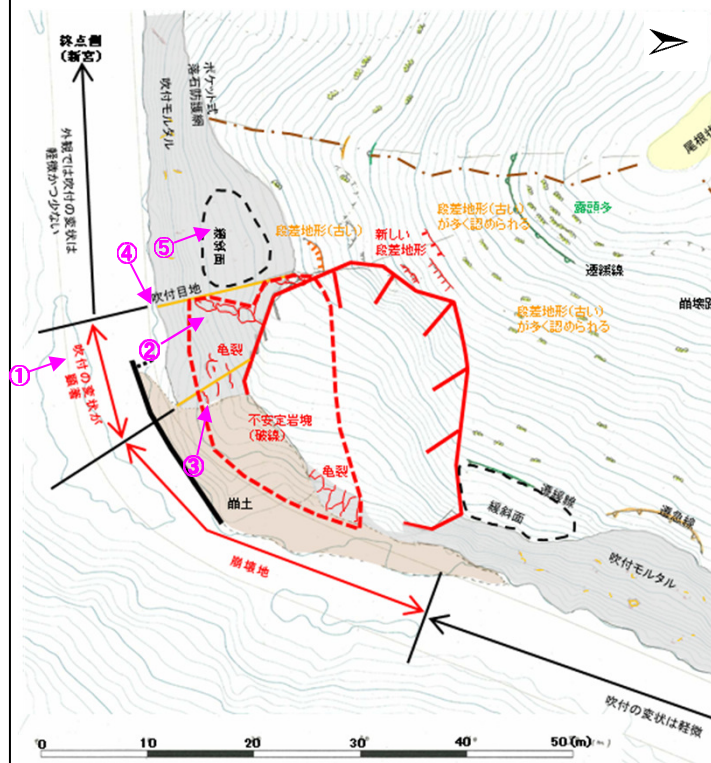 終点側
(新宮)
ポケット式
落石防護網
吹付モルタル
外観では吹付の変状は
軽微かつ少ない
尾根状
段差地形(古い)
が多く認められる
露頭多
新しい
段差地形
段差地形(古い)
⑤
緩斜面
遷緩線
④
吹付目地
崩壊跡
段差地形(古い)
が多く認められる
②
①
吹付の変状が
顕著
亀裂
不安定岩塊
(破線)
③
亀裂
崩土
遷緩線
緩斜面
遷急線
吹付モルタル
崩壊地
吹付の変状は軽微
0 10 20 30 40 50(m)